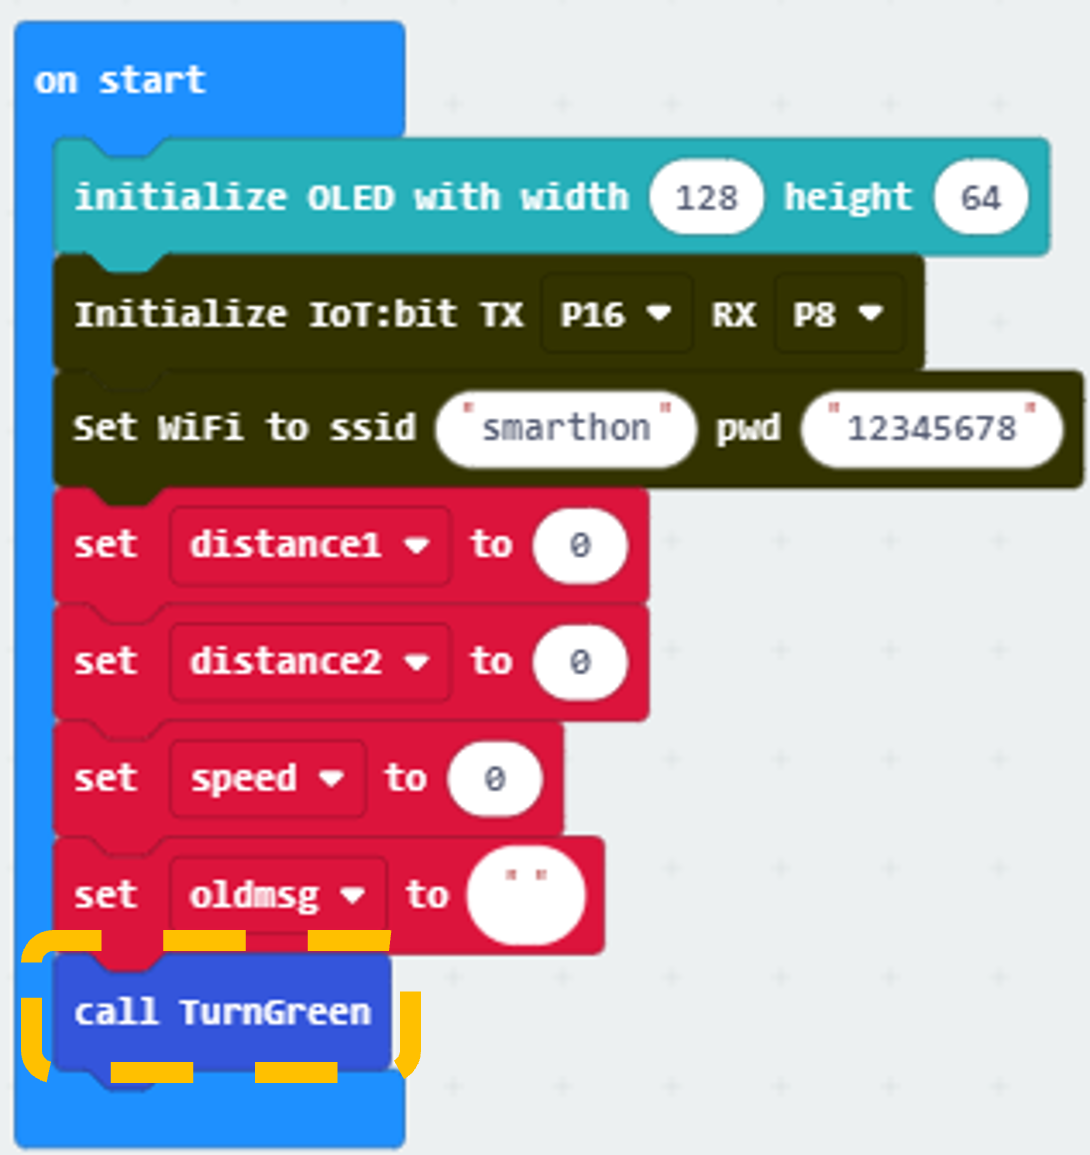 on start
initialize OLED with width 128 height 64
Initialize IoT:bit TX P16 RX P8
Set WiFi to ssid "smarthon" pwd "12345678"
set distance1 to 0
set distance2 to 0
set speed to 0
set oldmsg to ""
call TurnGreen